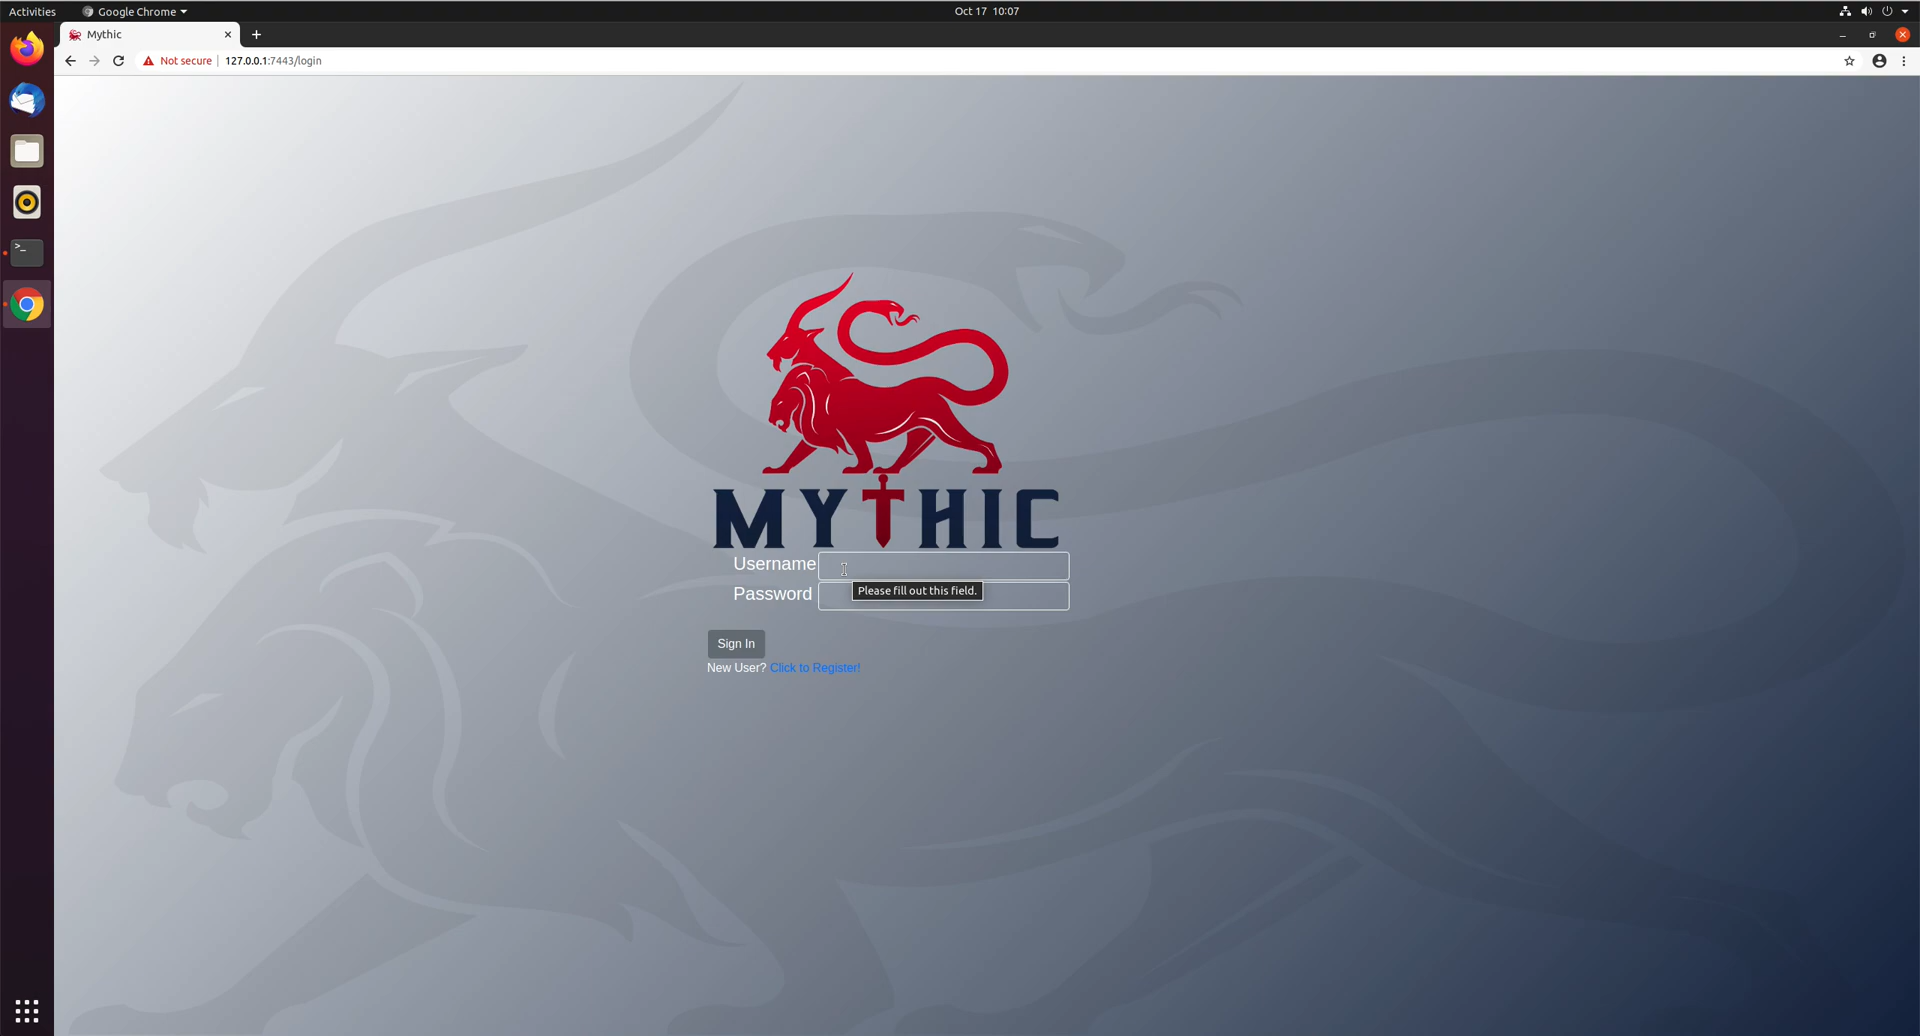 Activities
Google Chrome
Oct 17 10:07
Mythic
Not secure
127.0.0.1:7443/login
>_
MYTHIC
Username
Please fill out this field.
Password
Sign In
New User? Click to Register!